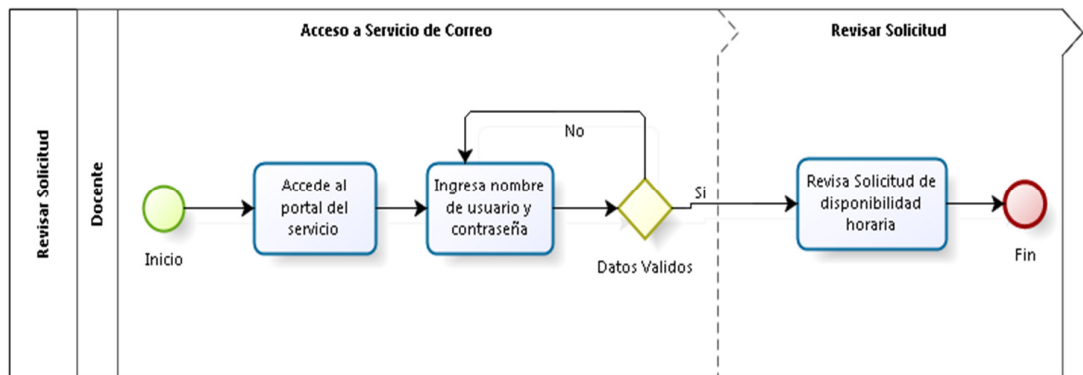 Acceso a Servicio de Correo
Revisar Solicitud
Revisar Solicitud
Docente
Inicio
Accede al
portal del
servicio
Ingresa nombre
de usuario y
contraseña
No
Datos Validos
Si
Revisa Solicitud de
disponibilidad
horaria
Fin